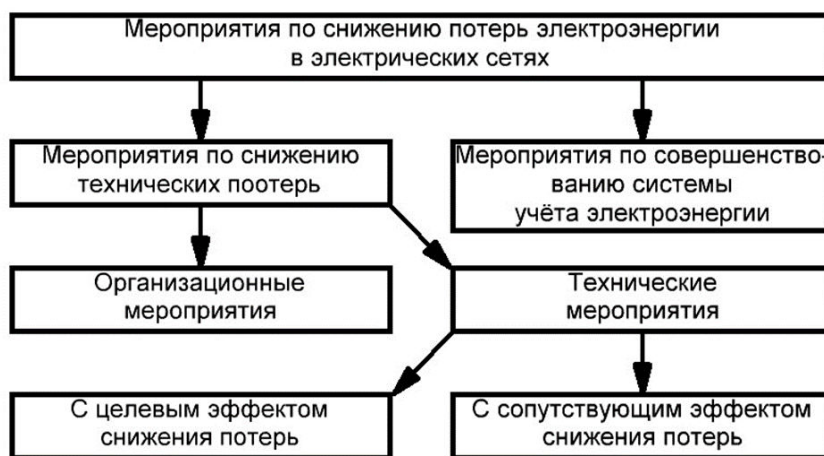 Мероприятия по снижению потерь электроэнергии
в электрических сетях
Мероприятия по снижению
технических поотерь
Мероприятия по совершенство-
ванию системы
учёта электроэнергии
Организационные
мероприятия
Технические
мероприятия
С целевым эффектом
снижения потерь
С сопутствующим эффектом
снижения потерь